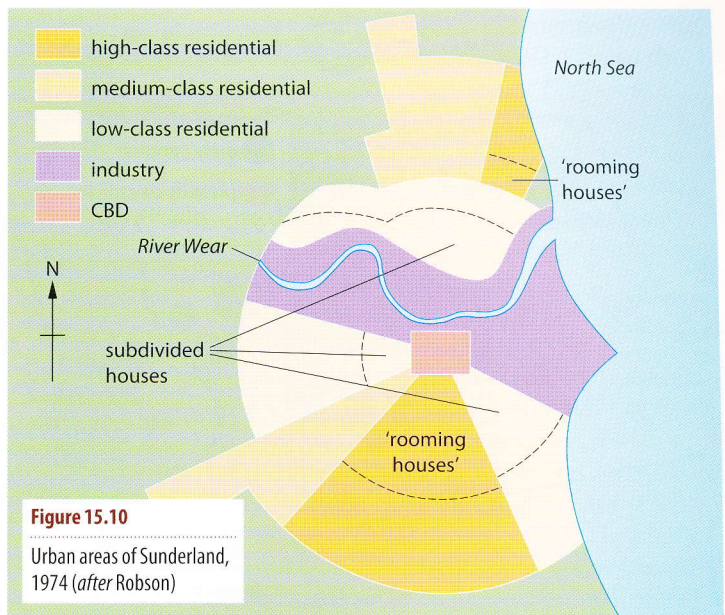 high-class residential
medium-class residential
low-class residential
industry
CBD
North Sea
'rooming
houses'
River Wear
N
subdivided
houses
'rooming
houses'
Figure 15.10
Urban areas of Sunderland,
1974 (after Robson)